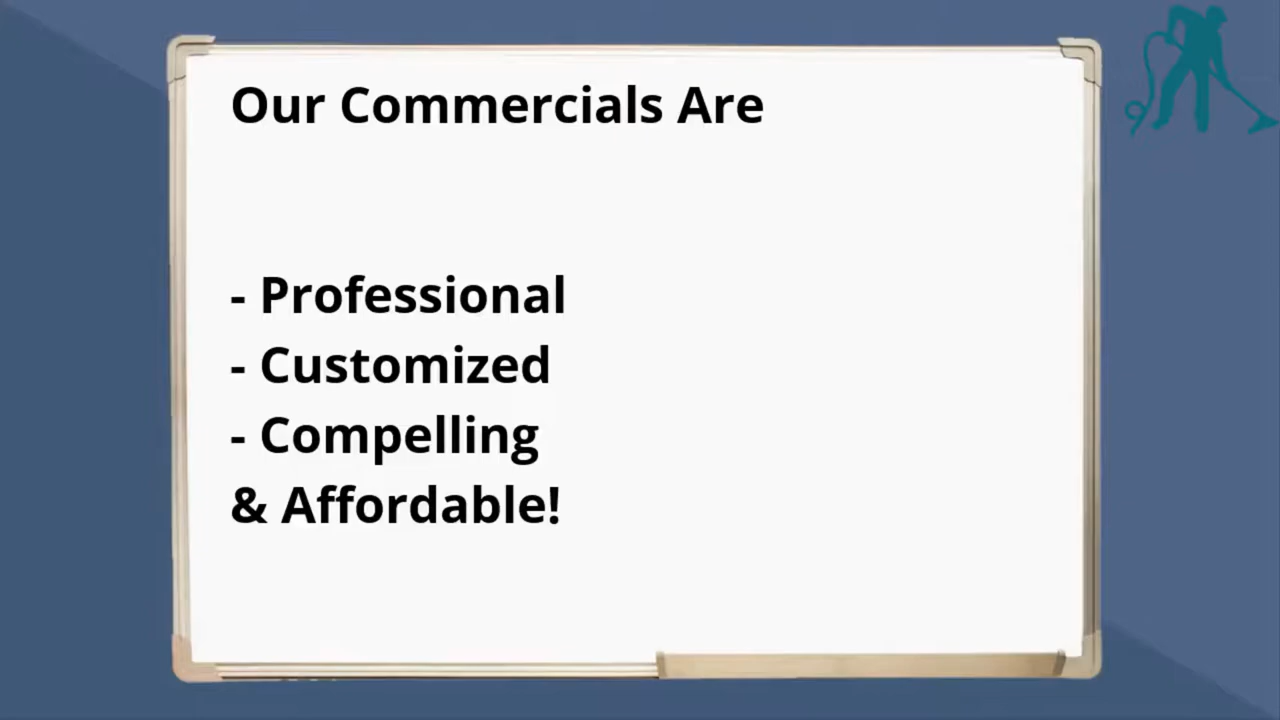 Our Commercials Are
- Professional
- Customized
- Compelling
& Affordable!